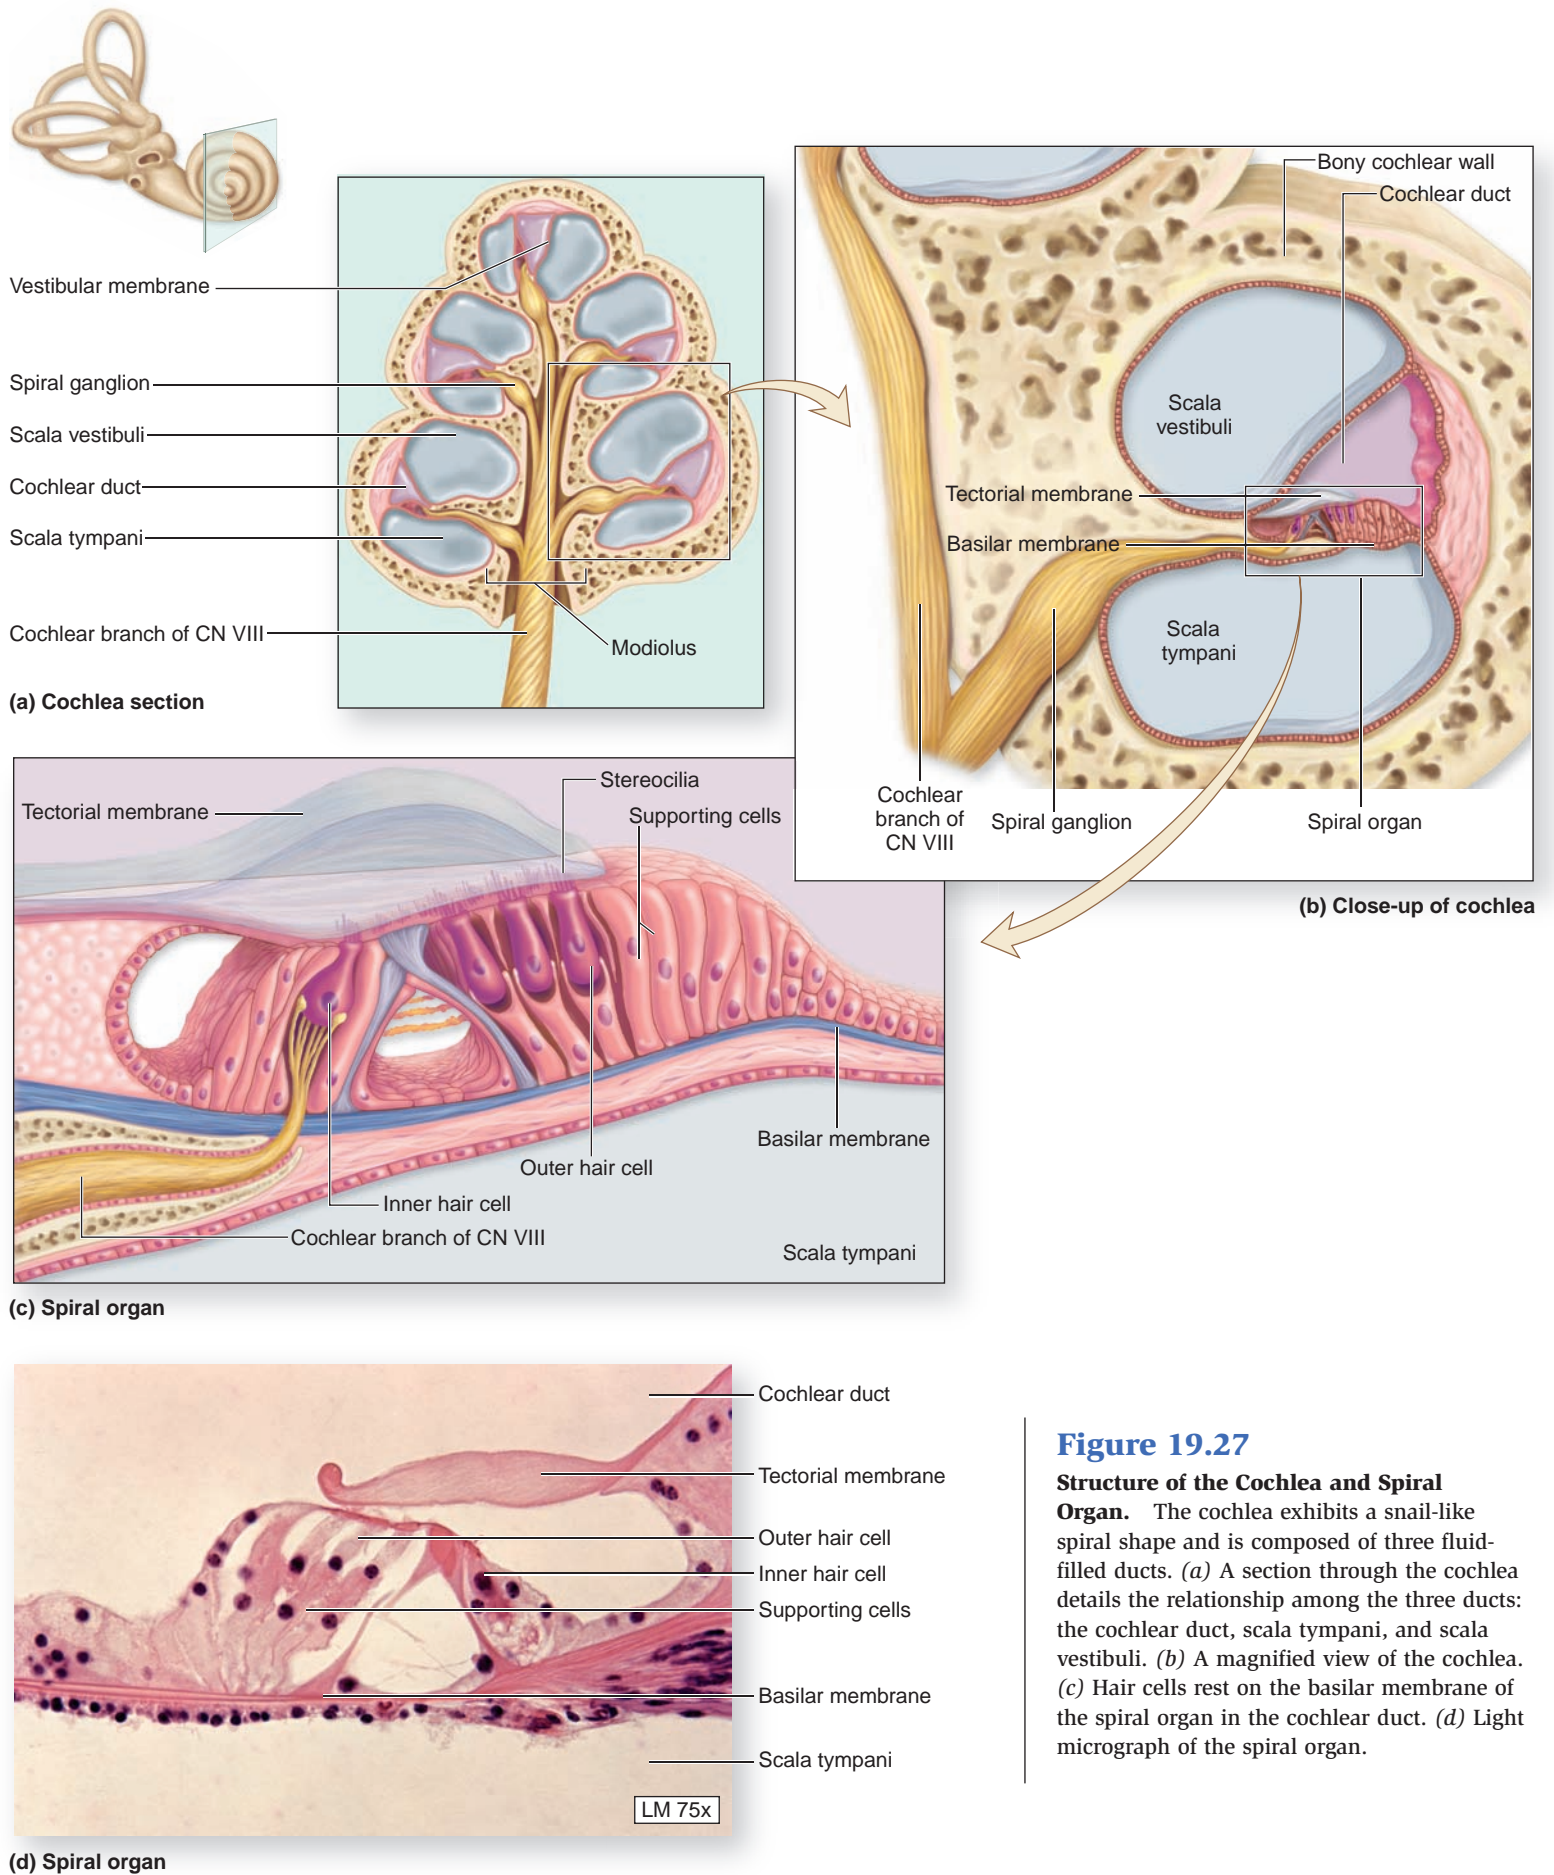 Vestibular membrane
Spiral ganglion
Scala vestibuli
Cochlear duct
Scala tympani
Cochlear branch of CN VIII
Modiolus
(a) Cochlea section
Bony cochlear wall
Cochlear duct
Scala
vestibuli
Tectorial membrane
Basilar membrane
Scala
tympani
Cochlear
branch of
CN VIII
Spiral ganglion
Spiral organ
(b) Close-up of cochlea
Stereocilia
Tectorial membrane
Supporting cells
Basilar membrane
Outer hair cell
Inner hair cell
Cochlear branch of CN VIII
Scala tympani
(c) Spiral organ
Cochlear duct
Tectorial membrane
Outer hair cell
Inner hair cell
Supporting cells
Basilar membrane
Scala tympani
LM 75x
(d) Spiral organ
Figure 19.27
Structure of the Cochlea and Spiral
Organ. The cochlea exhibits a snail-like
spiral shape and is composed of three fluid-
filled ducts. (a) A section through the cochlea
details the relationship among the three ducts:
the cochlear duct, scala tympani, and scala
vestibuli. (b) A magnified view of the cochlea.
(c) Hair cells rest on the basilar membrane of
the spiral organ in the cochlear duct. (d) Light
micrograph of the spiral organ.